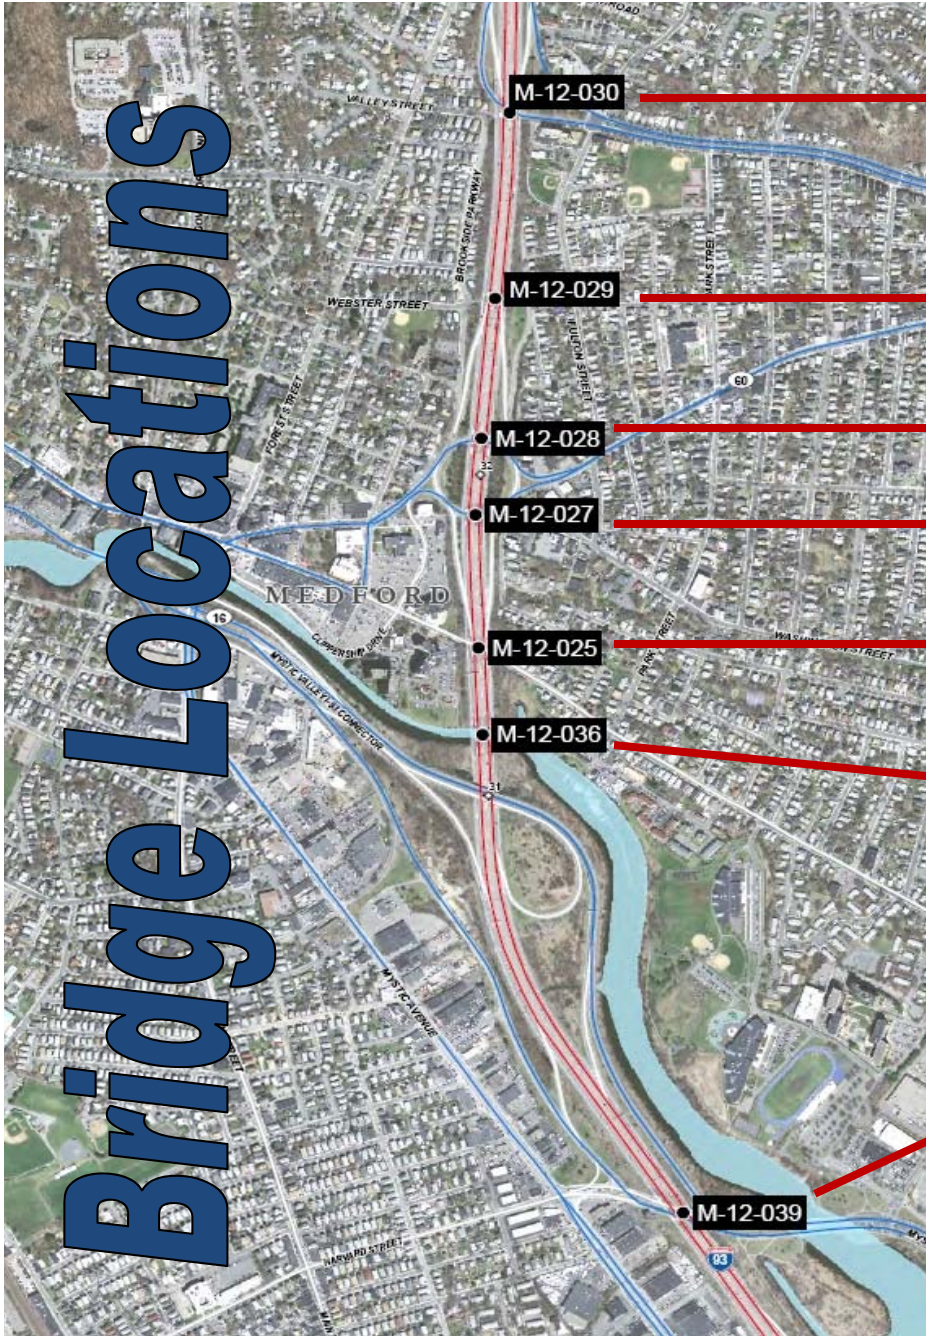 Bridge Locations
M-12-030
VALLEY STREET
BROOKSIDE PARKWAY
M-12-029
WEBSTER STREET
FULTON STREET
FOREST STREET
60
M-12-028
32
M-12-027
MEDFORD
16
CLIPPERSHIP DRIVE
M-12-025
PARK STREET
MYSTIC VALLEY
CONNECTOR
M-12-036
31
MYSTIC AVENUE
M-12-039
HARVARD STREET
93